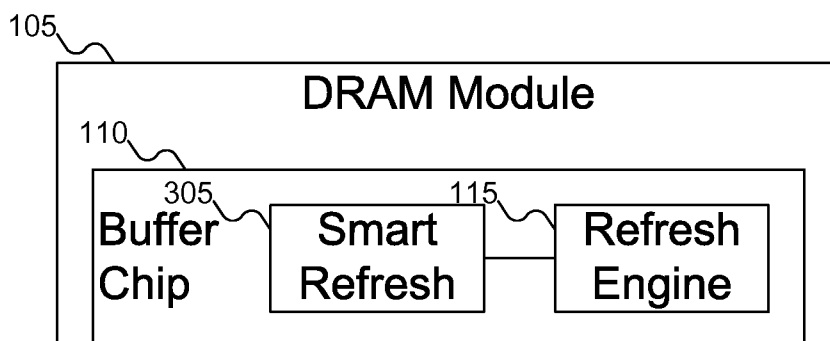 105
DRAM Module
110
305
115
Buffer
Chip
Smart
Refresh
Refresh
Engine